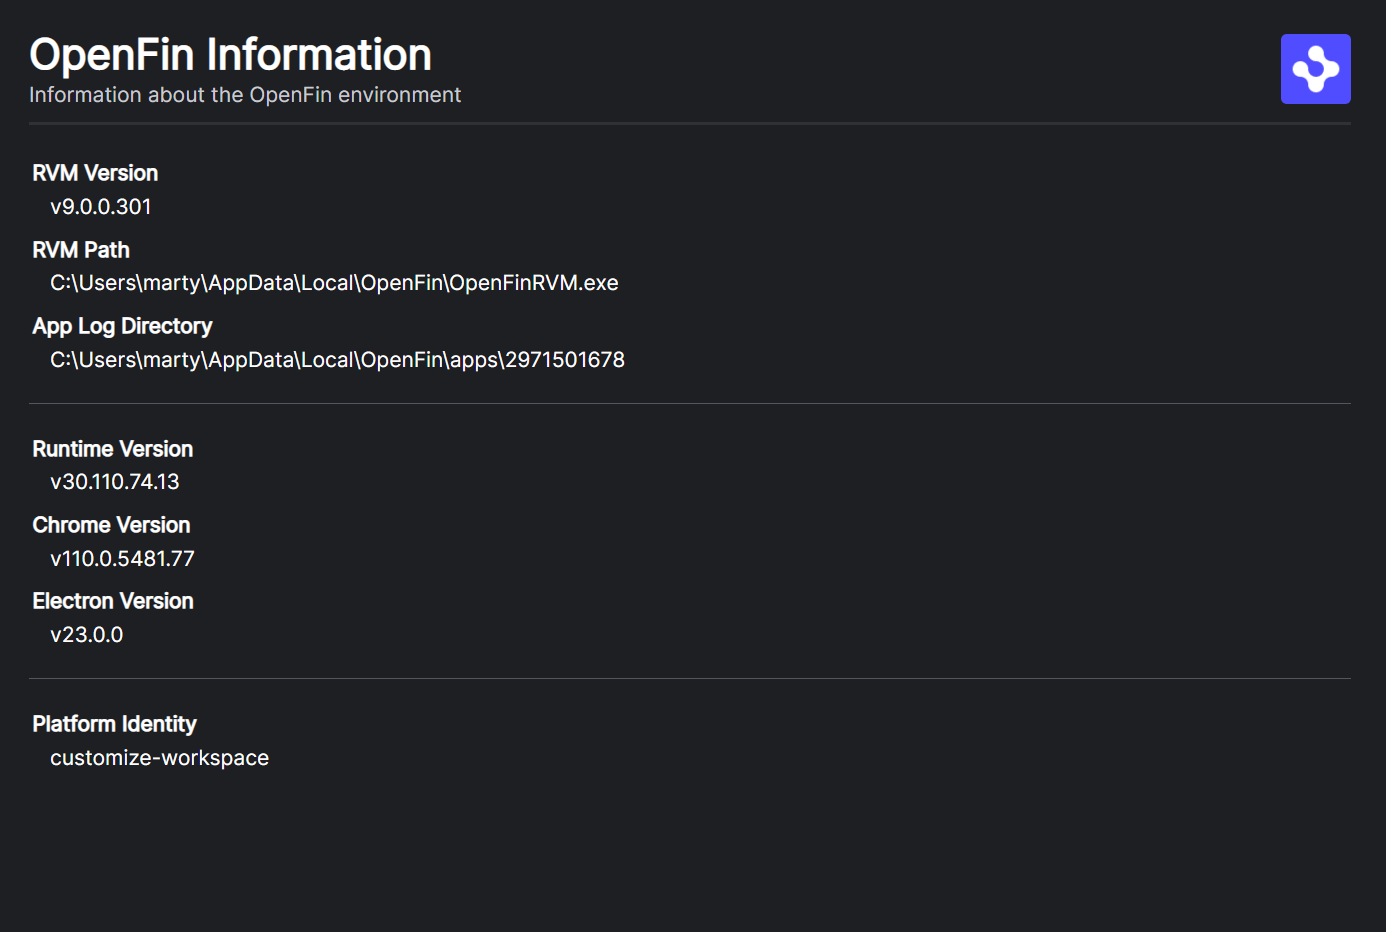 OpenFin Information
Information about the OpenFin environment
RVM Version
v9.0.0.301
RVM Path
C:\Users\marty\AppData\Local\OpenFin\OpenFinRVM.exe
App Log Directory
C:\Users\marty\AppData\Local\OpenFin\apps\2971501678
Runtime Version
v30.110.74.13
Chrome Version
v110.0.5481.77
Electron Version
v23.0.0
Platform Identity
customize-workspace